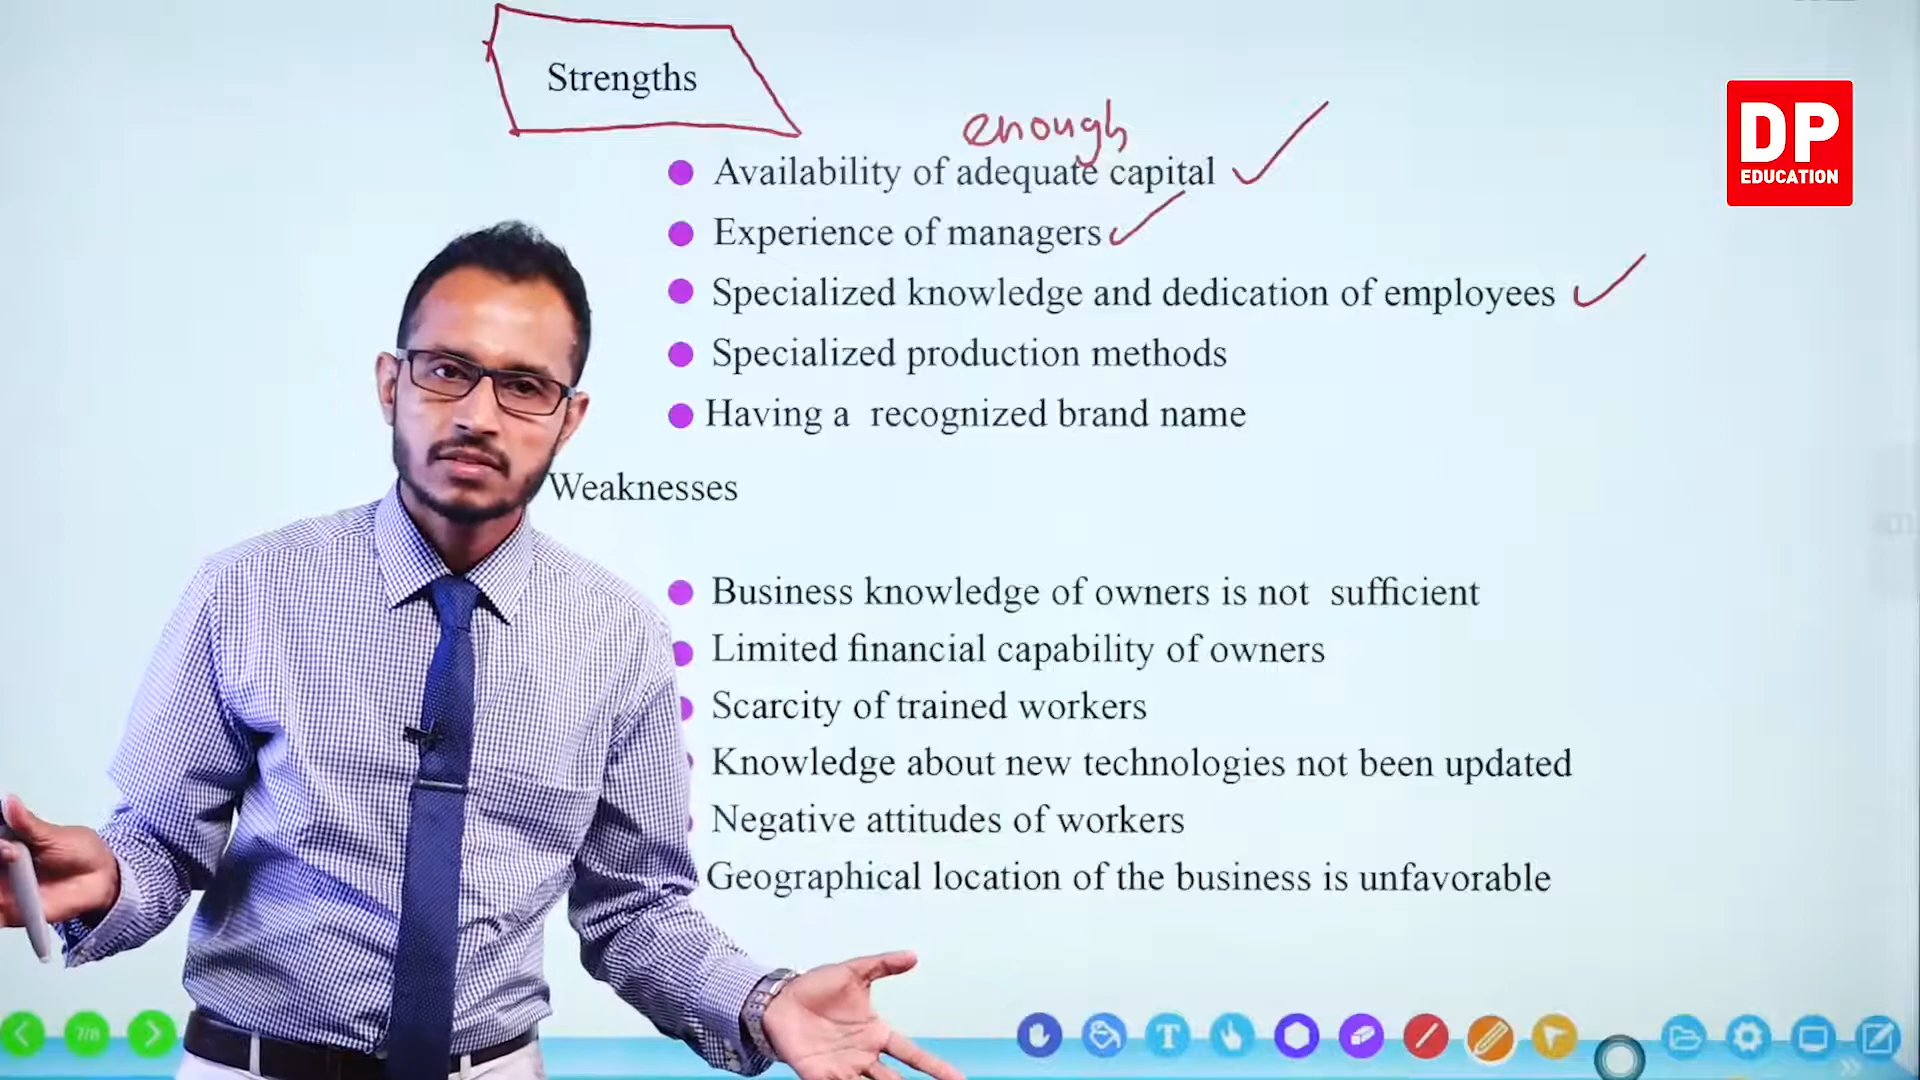 Strengths
enough
Availability of adequate capital
Experience of managers
Specialized knowledge and dedication of employees
Specialized production methods
Having a recognized brand name
Weaknesses
Business knowledge of owners is not sufficient
Limited financial capability of owners
Scarcity of trained workers
Knowledge about new technologies not been updated
Negative attitudes of workers
Geographical location of the business is unfavorable
DP
EDUCATION
7/8
T